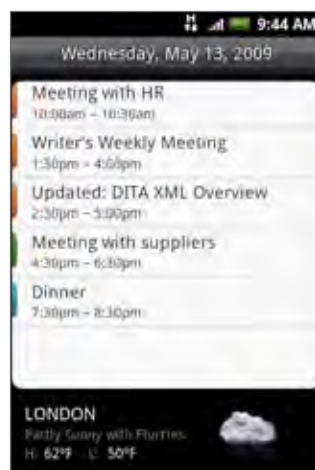 9:44 AM
Wednesday, May 13, 2009
Meeting with HR
10:00am – 10:30am
Writer's Weekly Meeting
1:30pm – 4:00pm
Updated: DITA XML Overview
2:30pm – 5:00pm
Meeting with suppliers
4:30pm – 6:30pm
Dinner
7:30pm – 8:30pm
LONDON
Partly Sunny with Flurries
H: 62°F L: 50°F